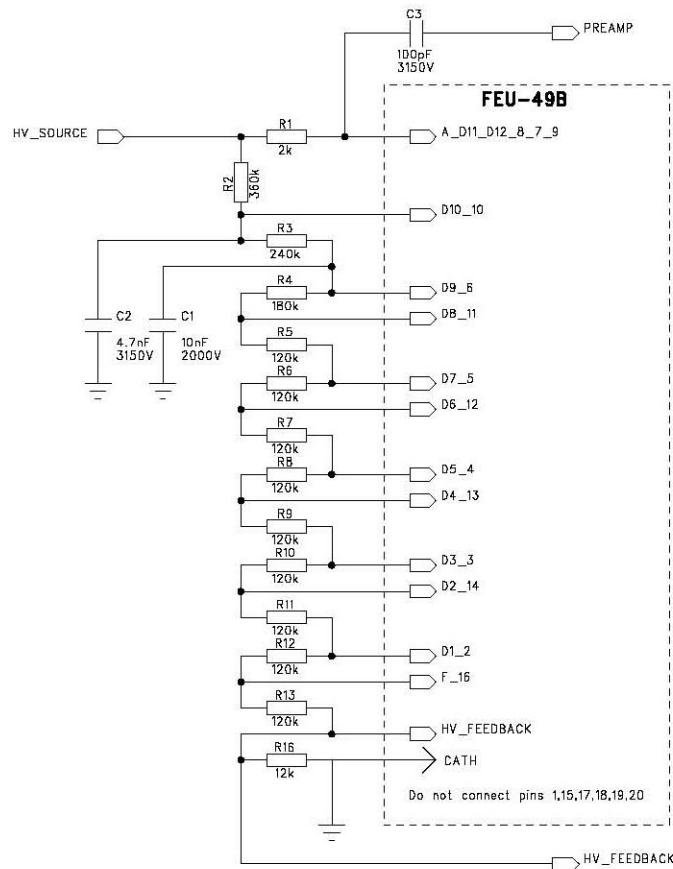 C3
PREAMP
100pF
3150V
FEU-49B
HV_SOURCE
R1
2k
A_D11_D12_8_7_9
R2
360k
D10_10
R3
240k
R4
180k
D9_6
D8_11
C2
4.7nF
3150V
C1
10nF
2000V
R5
120k
R6
120k
D7_5
D6_12
R7
120k
R8
120k
D5_4
D4_13
R9
120k
R10
120k
D3_3
D2_14
R11
120k
R12
120k
D1_2
F_16
R13
120k
HV_FEEDBACK
R16
12k
CATH
Do not connect pins 1,15,17,18,19,20
HV_FEEDBACK